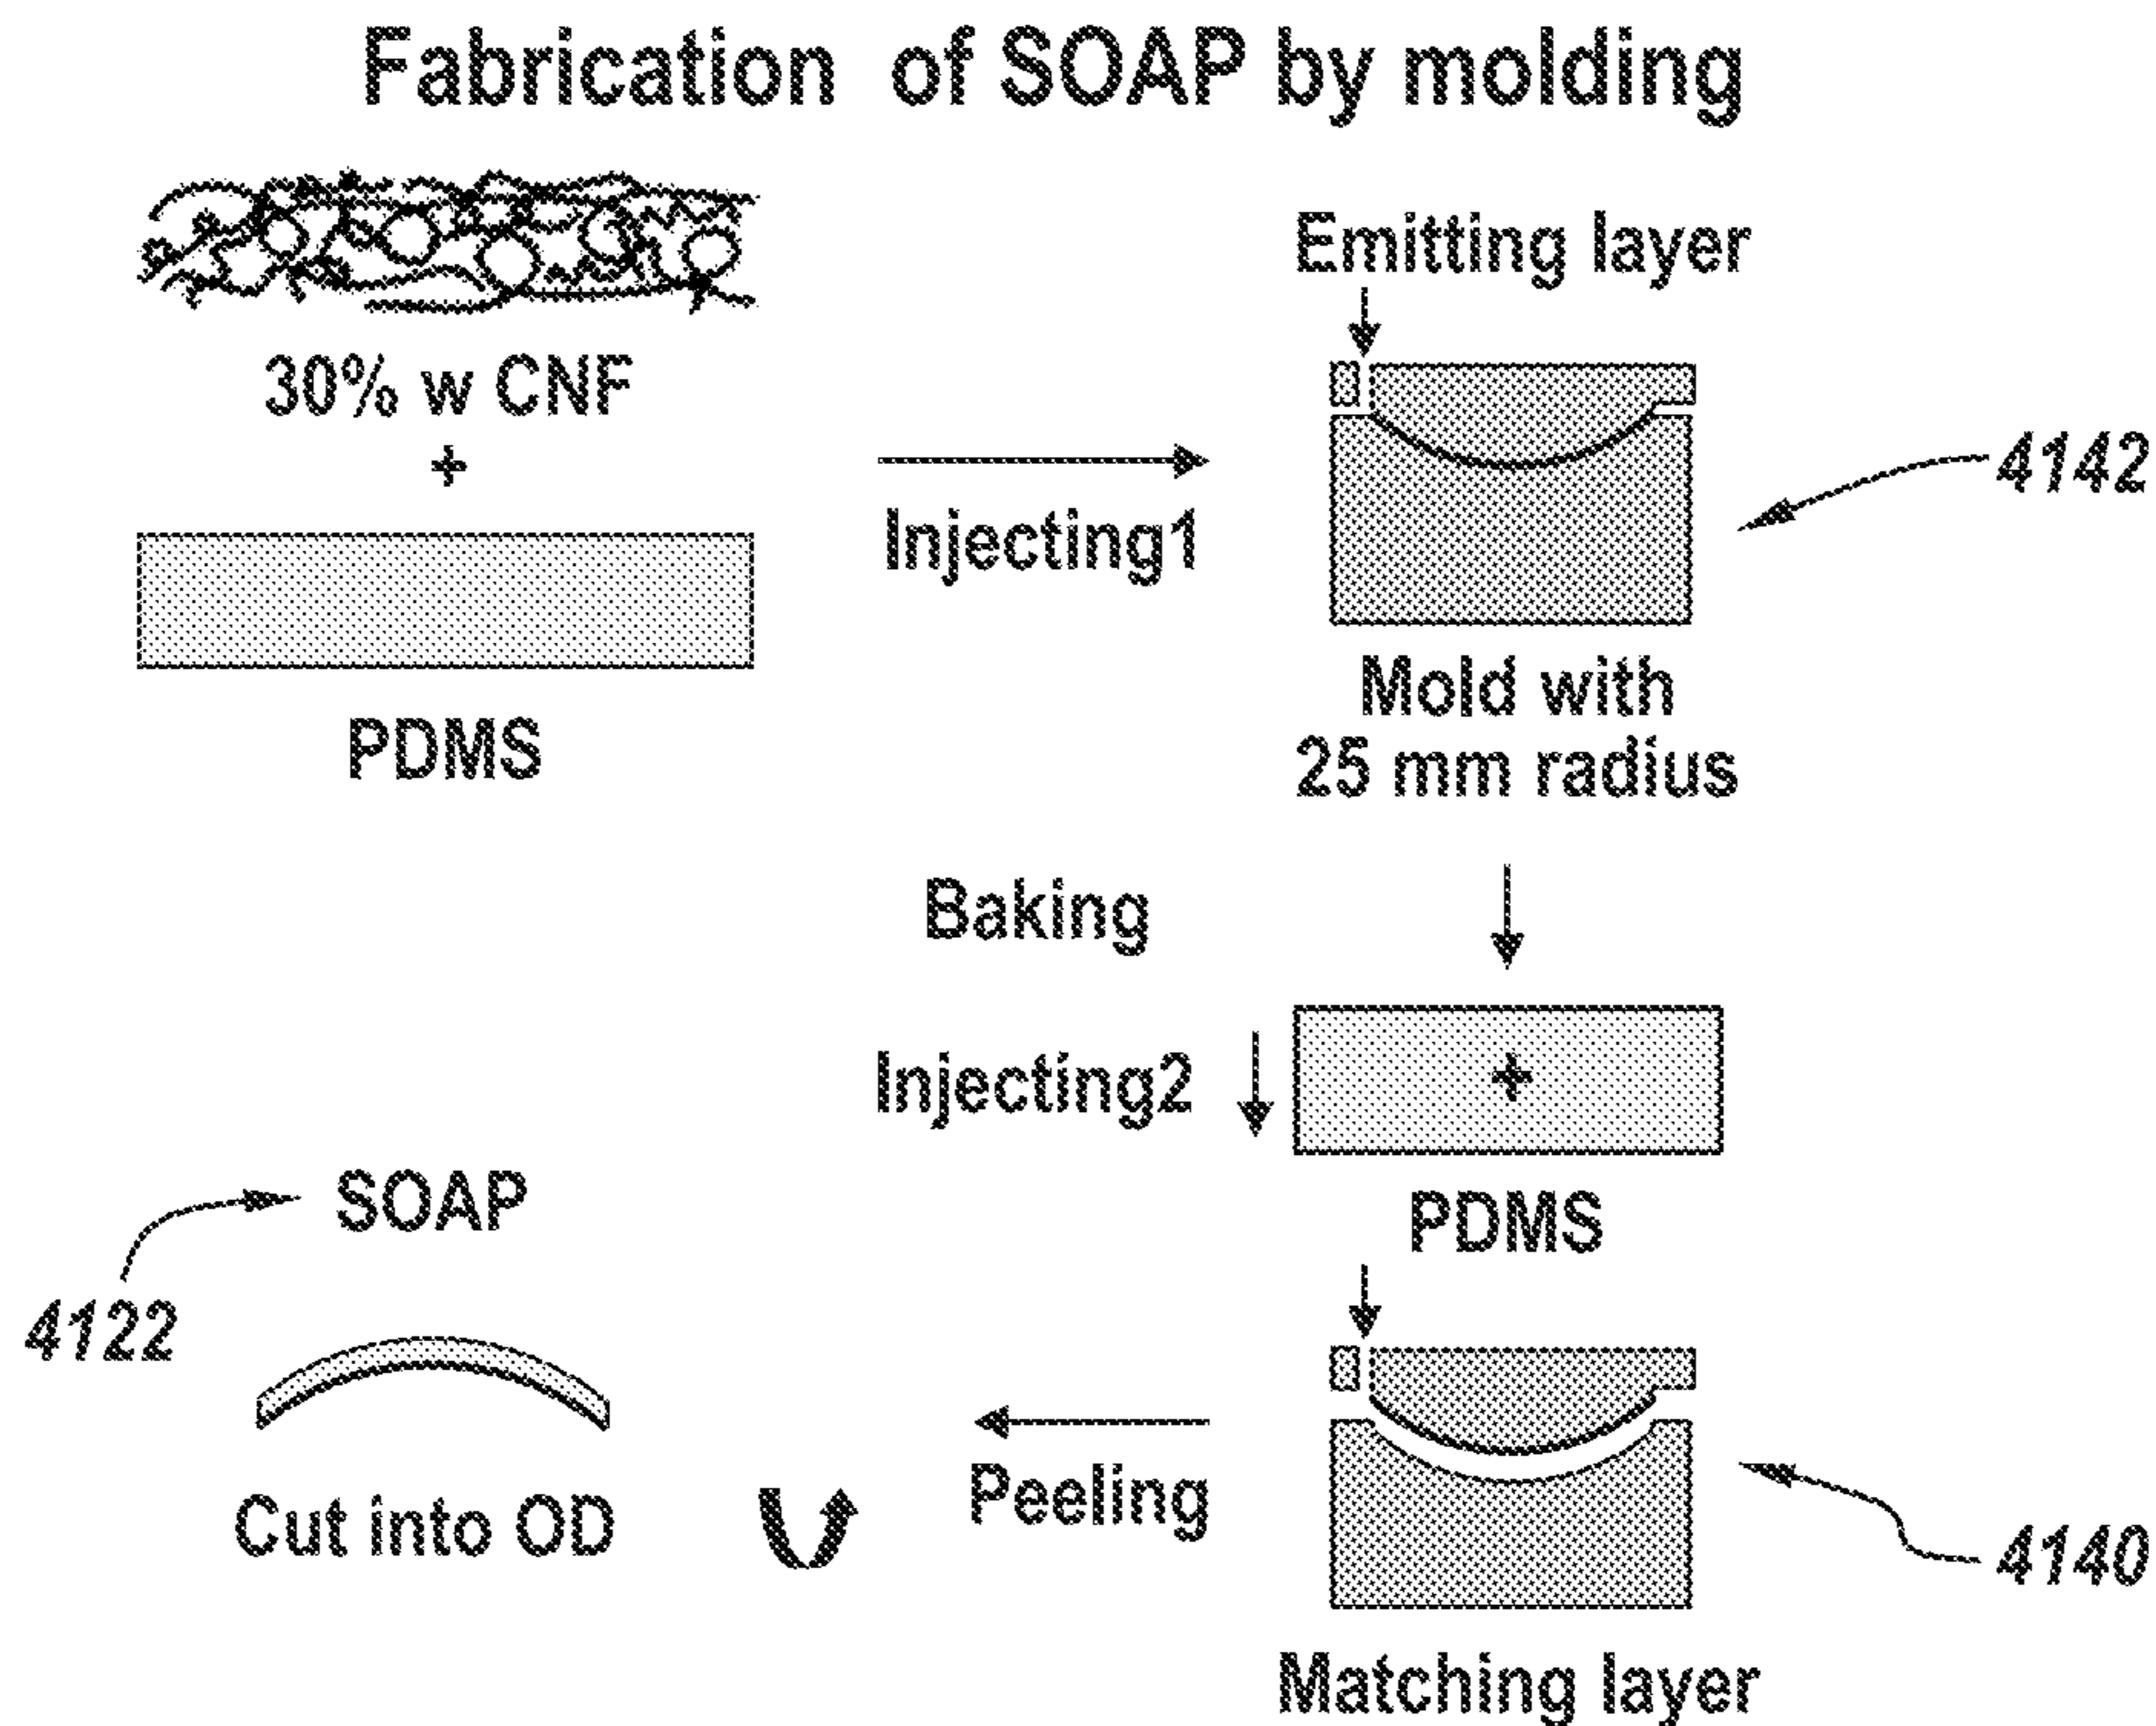 Fabrication of SOAP by molding
30% w CNF
+
PDMS
Injecting1
Emitting layer
4142
Mold with
25 mm radius
Baking
Injecting2
+
PDMS
4140
Matching layer
Peeling
SOAP
4122
Cut into OD